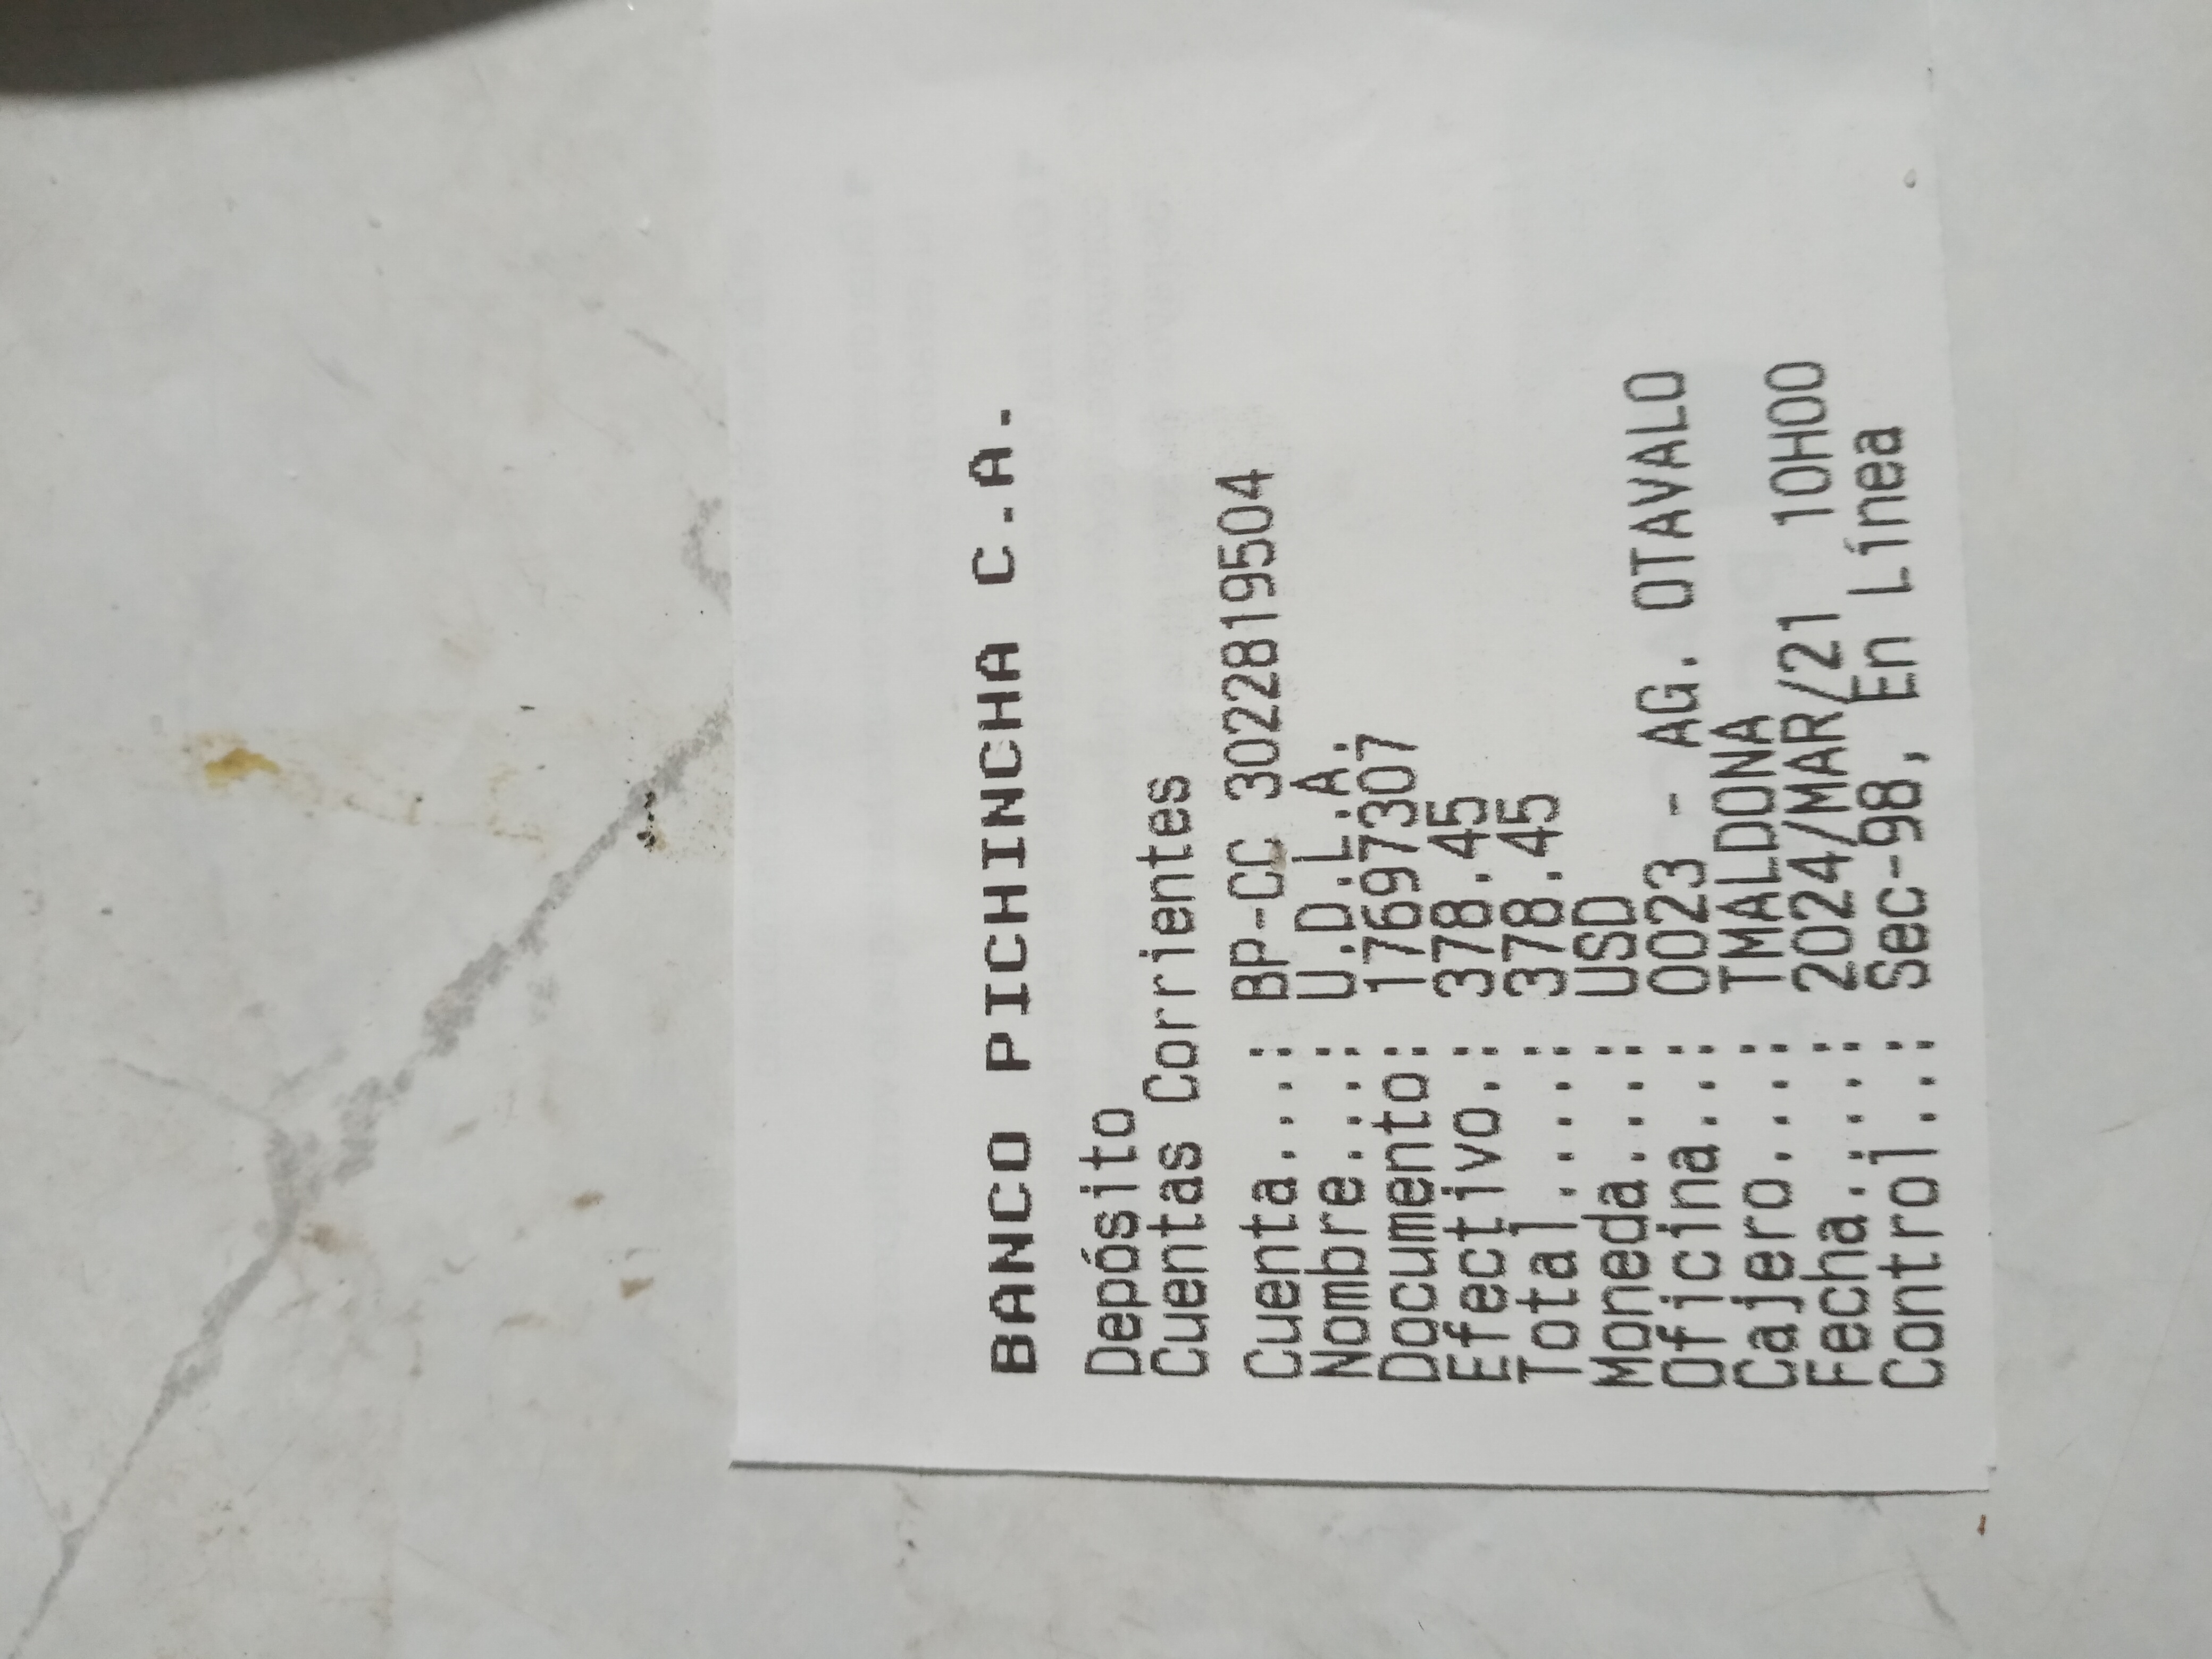 BANCO PICHINCHA C.A.
Depósito
Cuentas Corrientes
Cuenta....: BP-CC 3022819504
Nombre....: U.D.L.A.
Documento: 17697307
Efectivo.: 378.45
Total.....: 378.45
Moneda....: USD
Oficina...: 0023 - AG. OTAVALO
Cajero....: TMALDONA
Fecha.....: 2024/MAR/21 10H00
Control...: Sec-98, En Línea